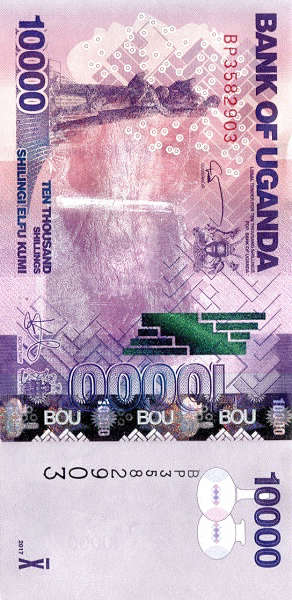 BANK OF UGANDA
10000
BP3582903
TEN THOUSAND
SHILLINGS
SHILINGI ELFU KUMI
10000
BOU
10000
BOU
BOU
10000
BP3582903
10000
2017
X